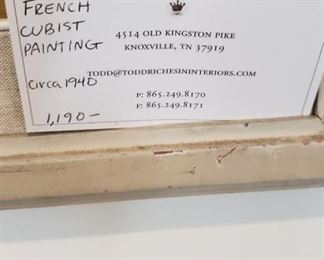 FRENCH
CUBIST
PAINTING
circa 1940
1,190-
4514 OLD KINGSTON PIKE
KNOXVILLE, TN 37919
TODD@TODDRICHESININTERIORS.COM
P: 865.249.8170
F: 865.249.8171